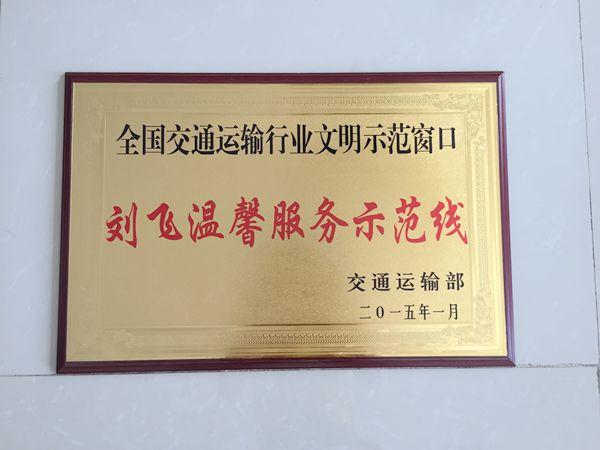 全国交通运输行业文明示范窗口
刘飞温馨服务示范线
交通运输部
二〇一五年一月